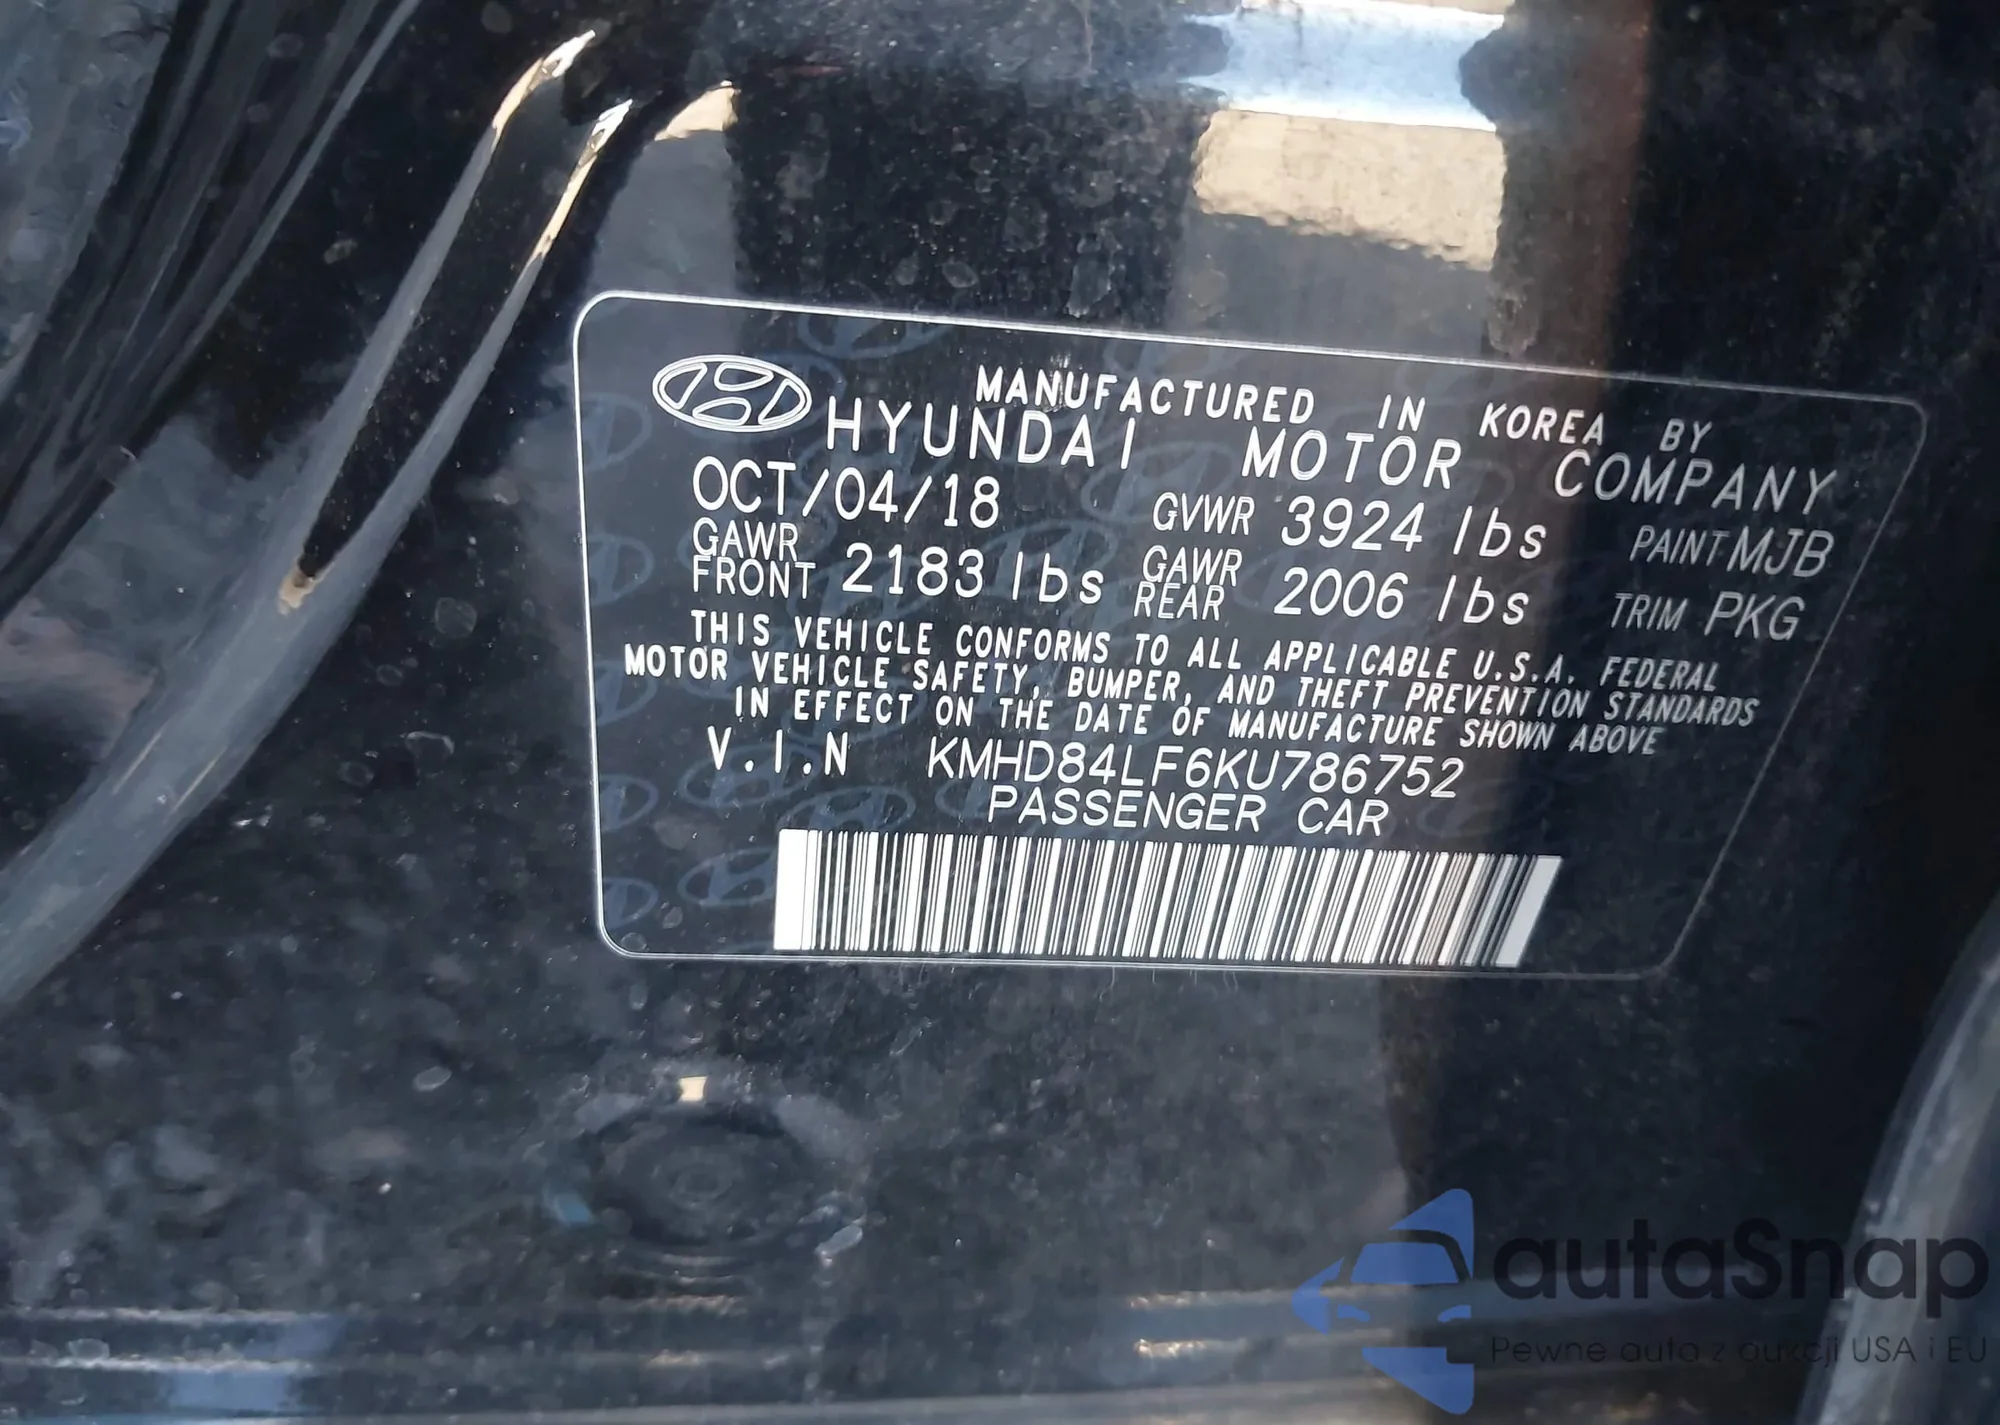 MANUFACTURED IN KOREA BY
HYUNDAI MOTOR COMPANY
OCT/04/18 GVWR 3924 lbs PAINT MJB
GAWR FRONT 2183 lbs GAWR REAR 2006 lbs TRIM PKG
THIS VEHICLE CONFORMS TO ALL APPLICABLE U.S.A. FEDERAL
MOTOR VEHICLE SAFETY, BUMPER, AND THEFT PREVENTION STANDARDS
IN EFFECT ON THE DATE OF MANUFACTURE SHOWN ABOVE
V.I.N KMHD84LF6KU786752
PASSENGER CAR
autaSnap
Pewne auta z aukcji USA i EU